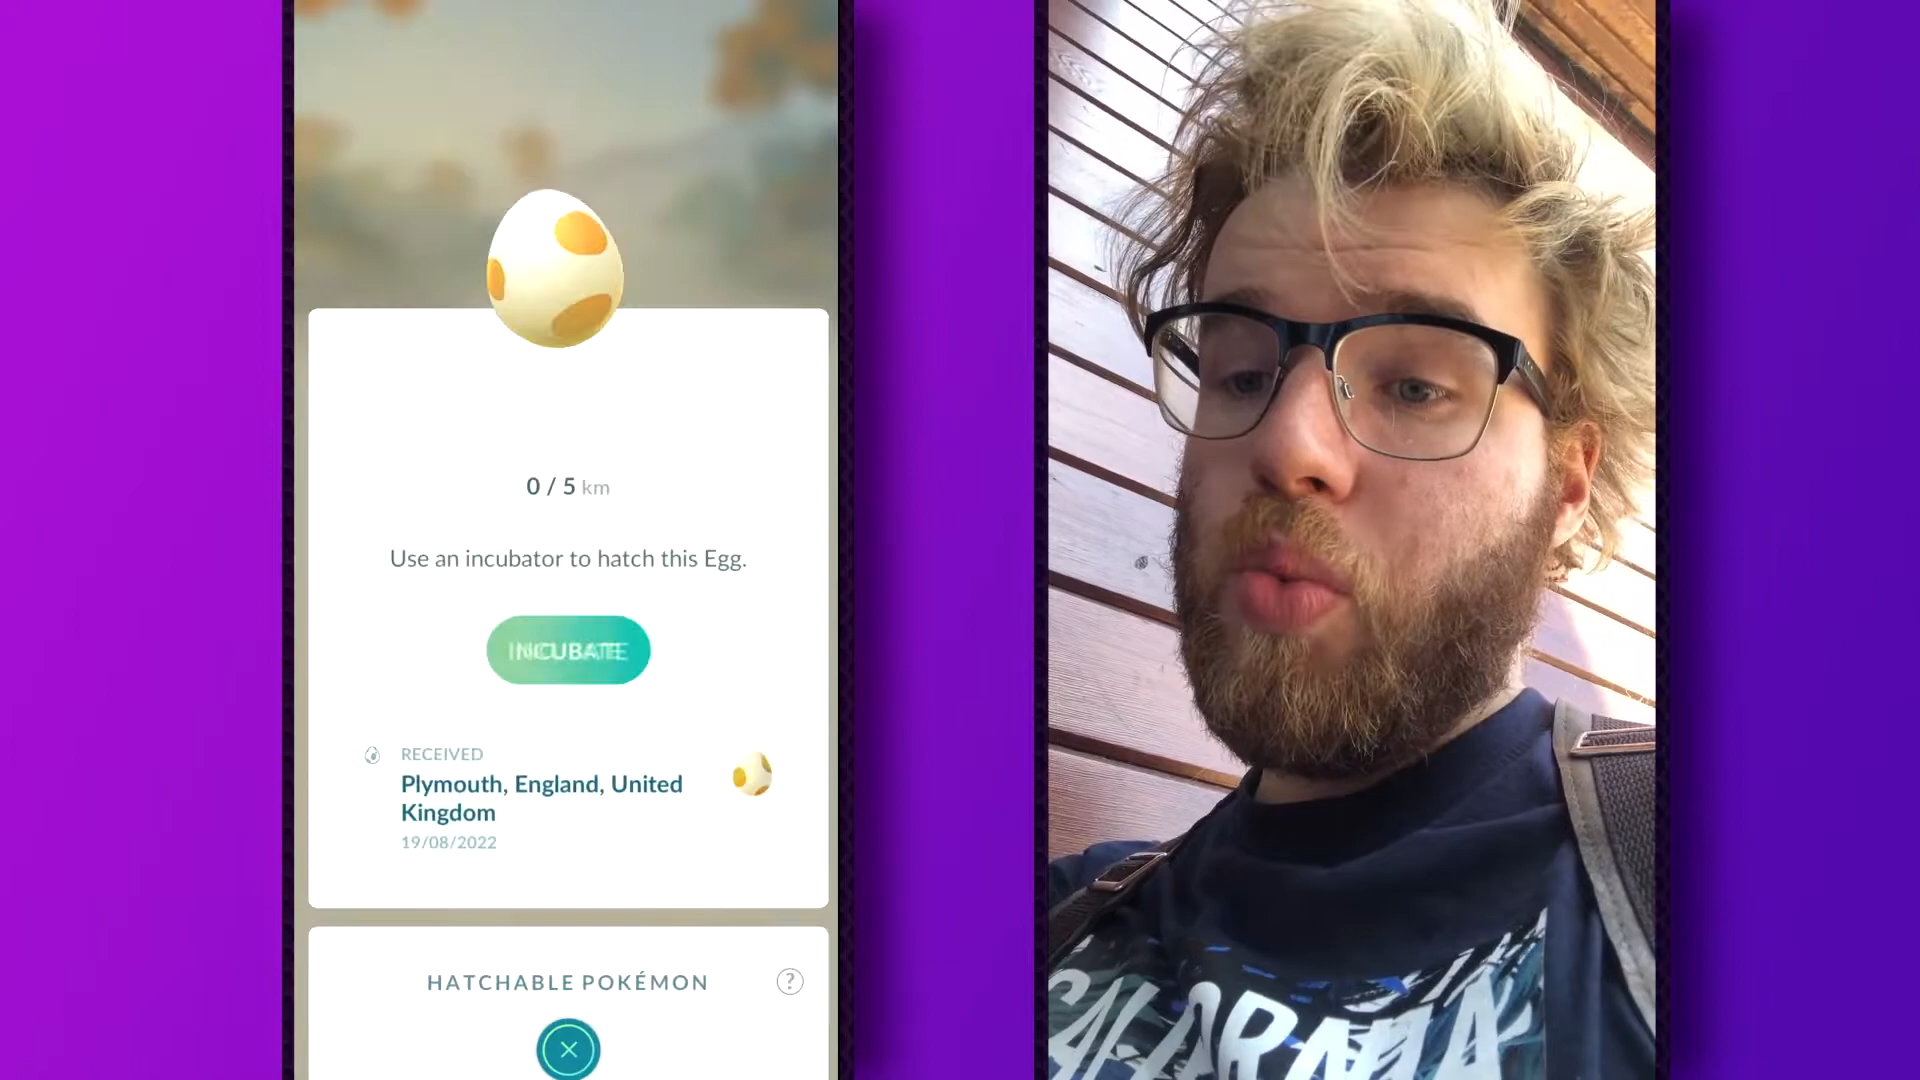 0 / 5 km
Use an incubator to hatch this Egg.
INCUBATE
RECEIVED
Plymouth, England, United
Kingdom
19/08/2022
HATCHABLE POKÉMON
?